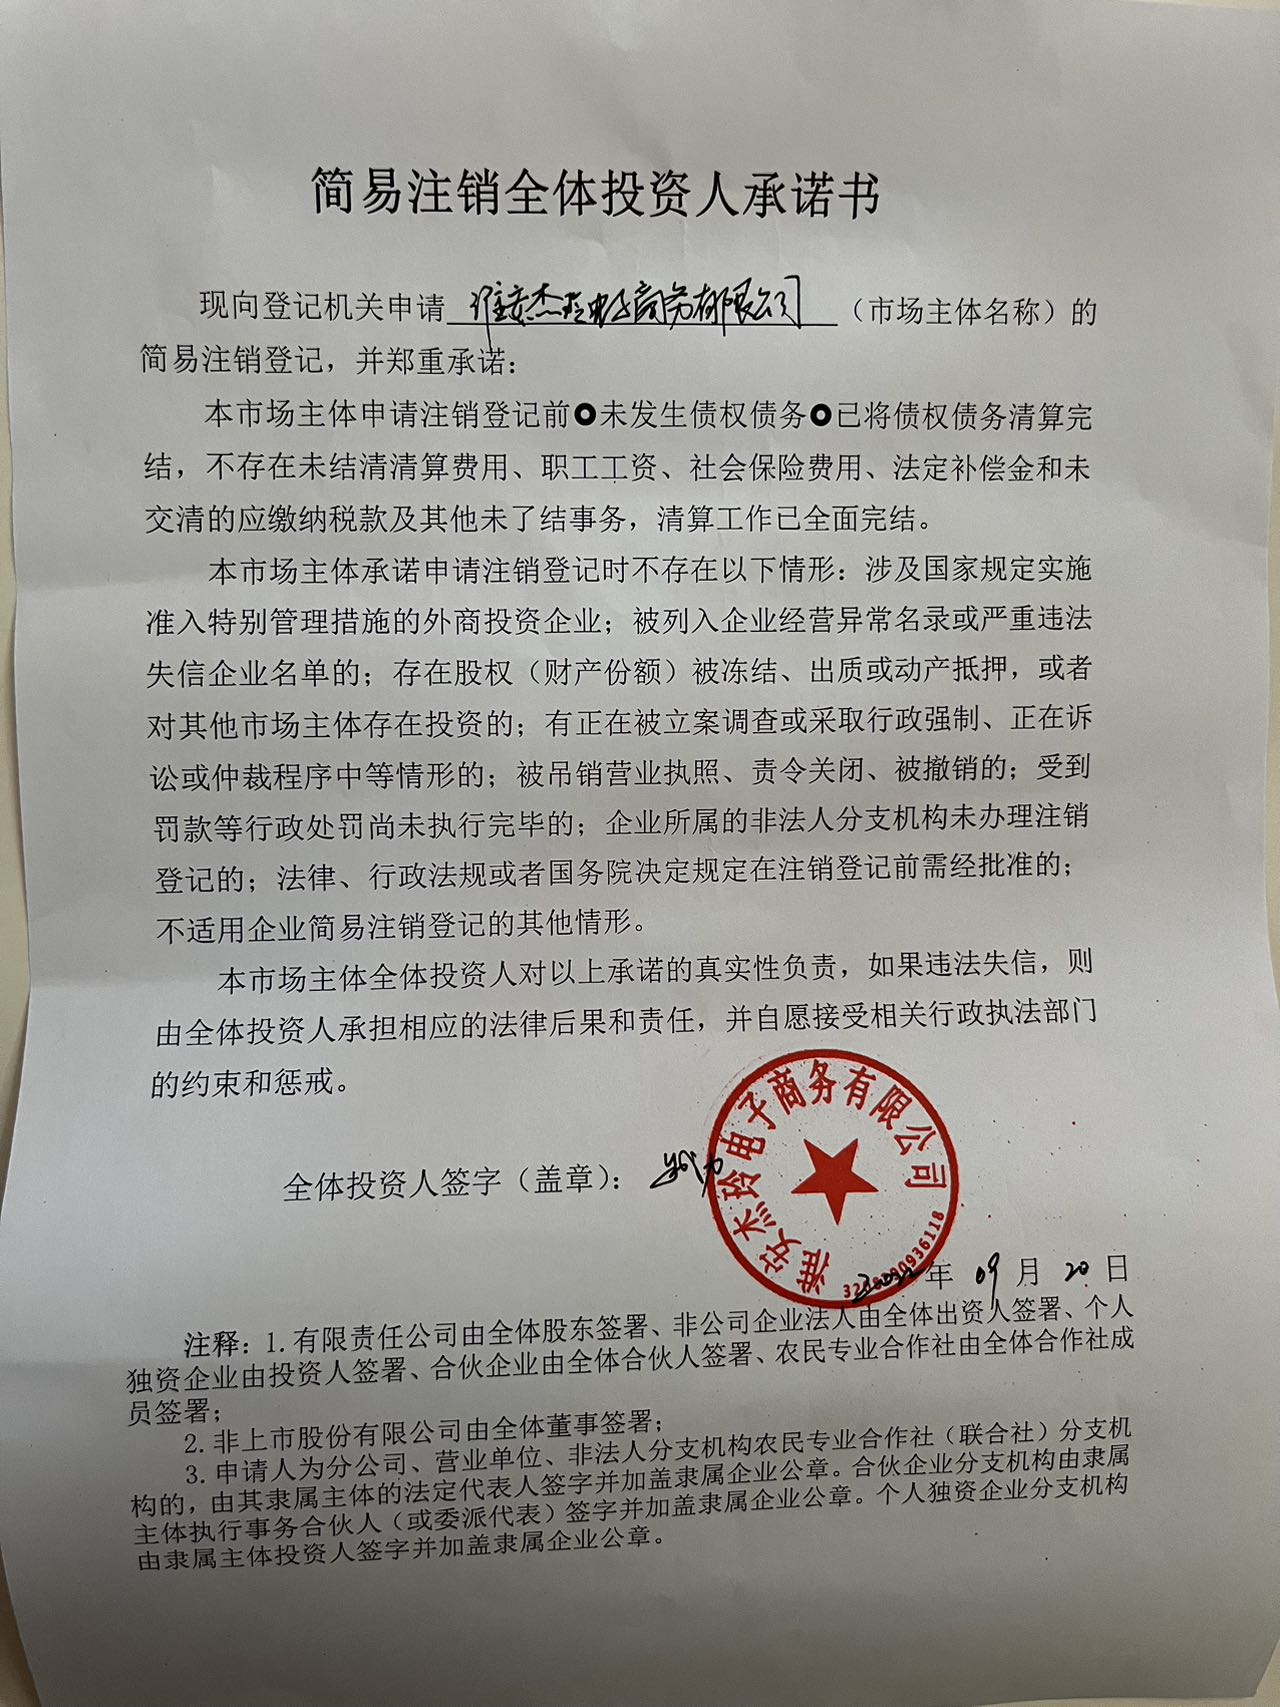 简易注销全体投资人承诺书
现向登记机关申请 淮安杰玲电子商务有限公司 （市场主体名称）的
简易注销登记，并郑重承诺：
本市场主体申请注销登记前未发生债权债务已将债权债务清算完
结，不存在未结清清算费用、职工工资、社会保险费用、法定补偿金和未
交清的应缴纳税款及其他未了结事务，清算工作已全面完结。
本市场主体承诺申请注销登记时不存在以下情形：涉及国家规定实施
准入特别管理措施的外商投资企业；被列入企业经营异常名录或严重违法
失信企业名单的；存在股权（财产份额）被冻结、出质或动产抵押，或者
对其他市场主体存在投资的；有正在被立案调查或采取行政强制、正在诉
讼或仲裁程序中等情形的；被吊销营业执照、责令关闭、被撤销的；受到
罚款等行政处罚尚未执行完毕的；企业所属的非法人分支机构未办理注销
登记的；法律、行政法规或者国务院决定规定在注销登记前需经批准的；
不适用企业简易注销登记的其他情形。
本市场主体全体投资人对以上承诺的真实性负责，如果违法失信，则
由全体投资人承担相应的法律后果和责任，并自愿接受相关行政执法部门
的约束和惩戒。
淮安杰玲电子商务有限公司
全体投资人签字（盖章）：
2022年 09月 20日
注释：1.有限责任公司由全体股东签署、非公司企业法人由全体出资人签署、个人
独资企业由投资人签署、合伙企业由全体合伙人签署、农民专业合作社由全体合作社成
员签署；
2.非上市股份有限公司由全体董事签署；
3.申请人为分公司、营业单位、非法人分支机构农民专业合作社（联合社）分支机
构的，由其隶属主体的法定代表人签字并加盖隶属企业公章。合伙企业分支机构由隶属
主体执行事务合伙人（或委派代表）签字并加盖隶属企业公章。个人独资企业分支机构
由隶属主体投资人签字并加盖隶属企业公章。